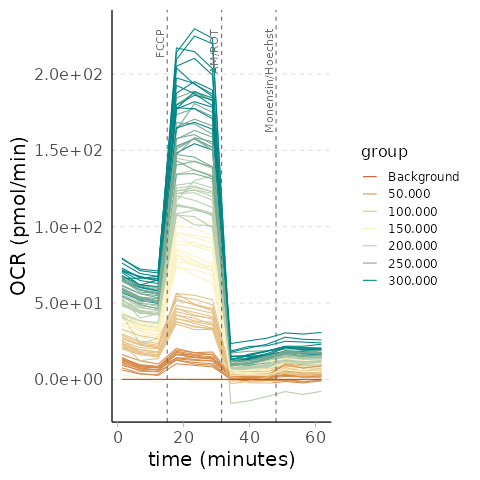 FCCP
AM/ROT
Monensin/Hoechst
2.0e+02
1.5e+02
1.0e+02
5.0e+01
0.0e+00
OCR (pmol/min)
0
20
40
60
time (minutes)
group
Background
50.000
100.000
150.000
200.000
250.000
300.000